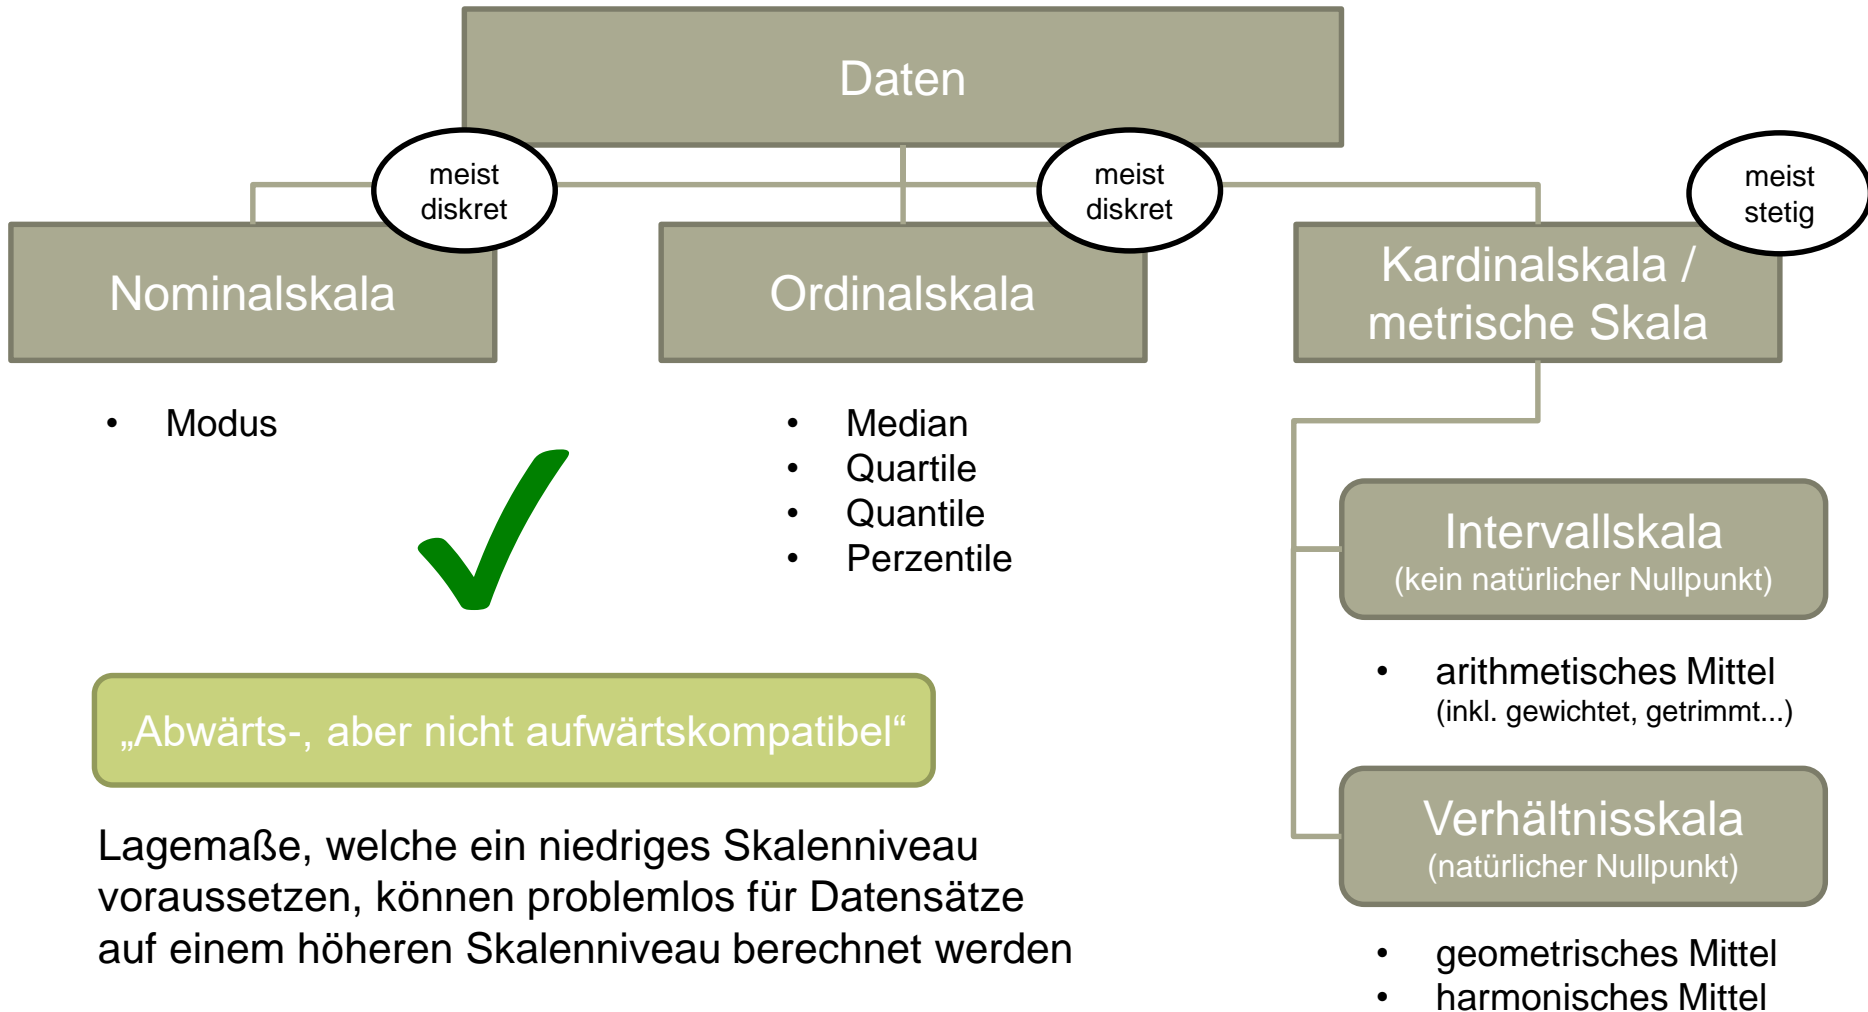 Daten
meist
diskret
meist
diskret
meist
stetig
Nominalskala
Ordinalskala
Kardinalskala /
metrische Skala
• Modus
• Median
• Quartile
• Quantile
• Perzentile
Intervallskala
(kein natürlicher Nullpunkt)
• arithmetisches Mittel
(inkl. gewichtet, getrimmt...)
Verhältnisskala
(natürlicher Nullpunkt)
• geometrisches Mittel
• harmonisches Mittel
„Abwärts-, aber nicht aufwärtskompatibel“
Lagemaße, welche ein niedriges Skalenniveau
voraussetzen, können problemlos für Datensätze
auf einem höheren Skalenniveau berechnet werden